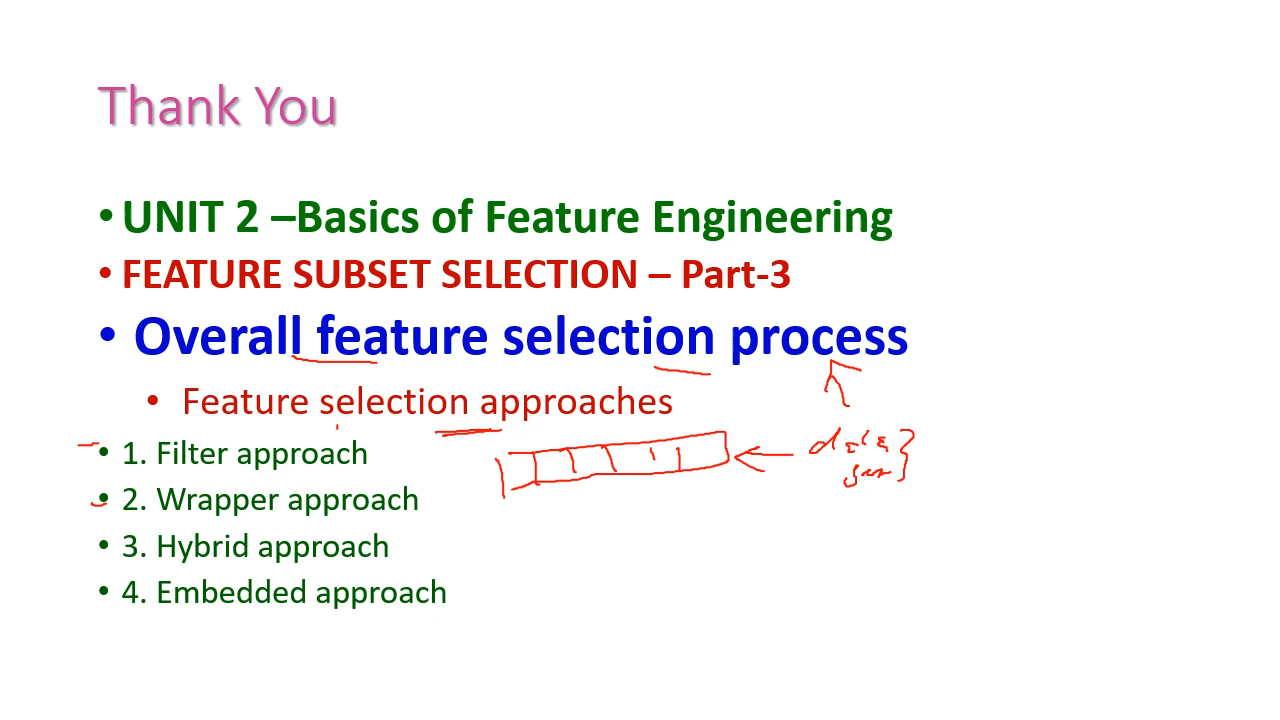 Thank You
• UNIT 2 –Basics of Feature Engineering
• FEATURE SUBSET SELECTION – Part-3
• Overall feature selection process
• Feature selection approaches
• 1. Filter approach
• 2. Wrapper approach
• 3. Hybrid approach
• 4. Embedded approach